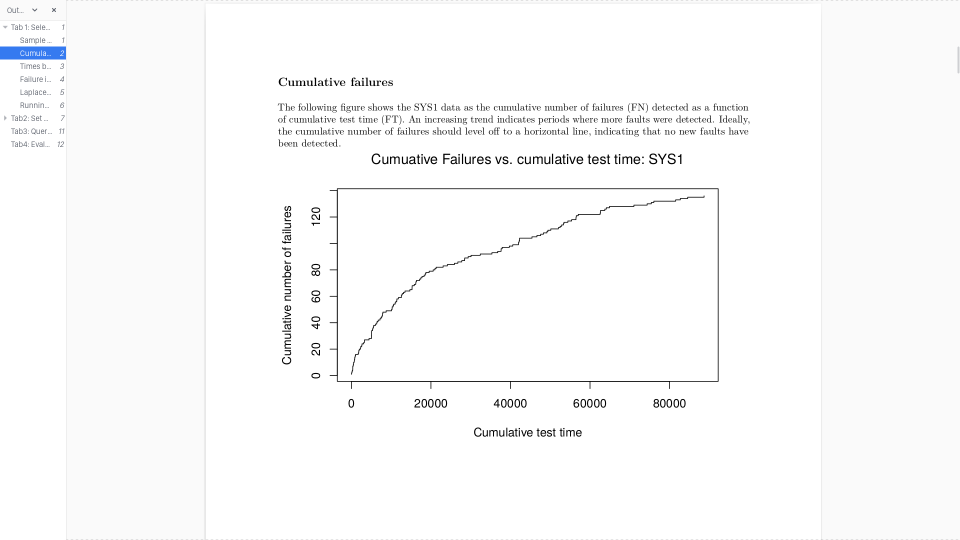 Out...
Tab 1: Sele... 1
Sample ... 1
Cumula... 2
Times b... 3
Failure i... 4
Laplace... 5
Runnin... 6
Tab2: Set ... 7
Tab3: Quer... 11
Tab4: Eval... 12
Cumulative failures
The following figure shows the SYS1 data as the cumulative number of failures (FN) detected as a function
of cumulative test time (FT). An increasing trend indicates periods where more faults were detected. Ideally,
the cumulative number of failures should level off to a horizontal line, indicating that no new faults have
been detected.
Cumuative Failures vs. cumulative test time: SYS1
Cumulative number of failures
120
80
60
40
20
0
0 20000 40000 60000 80000
Cumulative test time